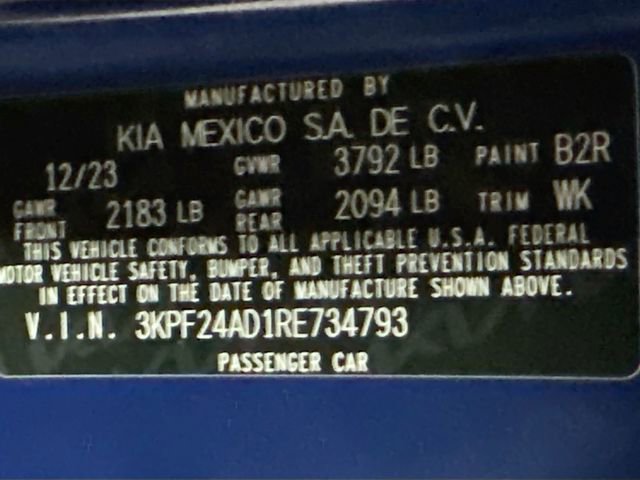 MANUFACTURED BY
KIA MEXICO S.A. DE C.V.
12/23 GVWR 3792 LB PAINT B2R
GAWR FRONT 2183 LB GAWR REAR 2094 LB TRIM WK
THIS VEHICLE CONFORMS TO ALL APPLICABLE U.S.A. FEDERAL
MOTOR VEHICLE SAFETY, BUMPER, AND THEFT PREVENTION STANDARDS
IN EFFECT ON THE DATE OF MANUFACTURE SHOWN ABOVE.
V.I.N. 3KPF24AD1RE734793
PASSENGER CAR